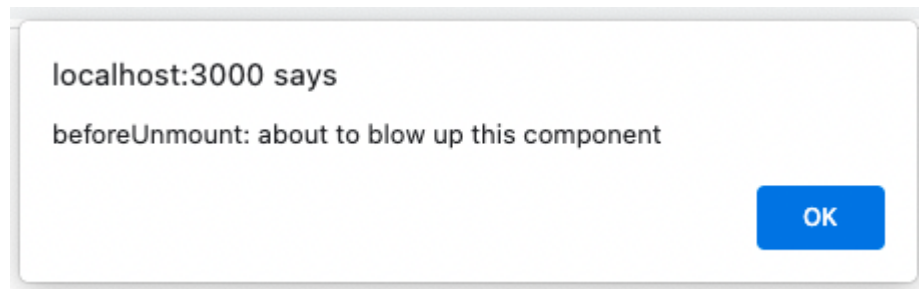 localhost:3000 says
beforeUnmount: about to blow up this component
OK